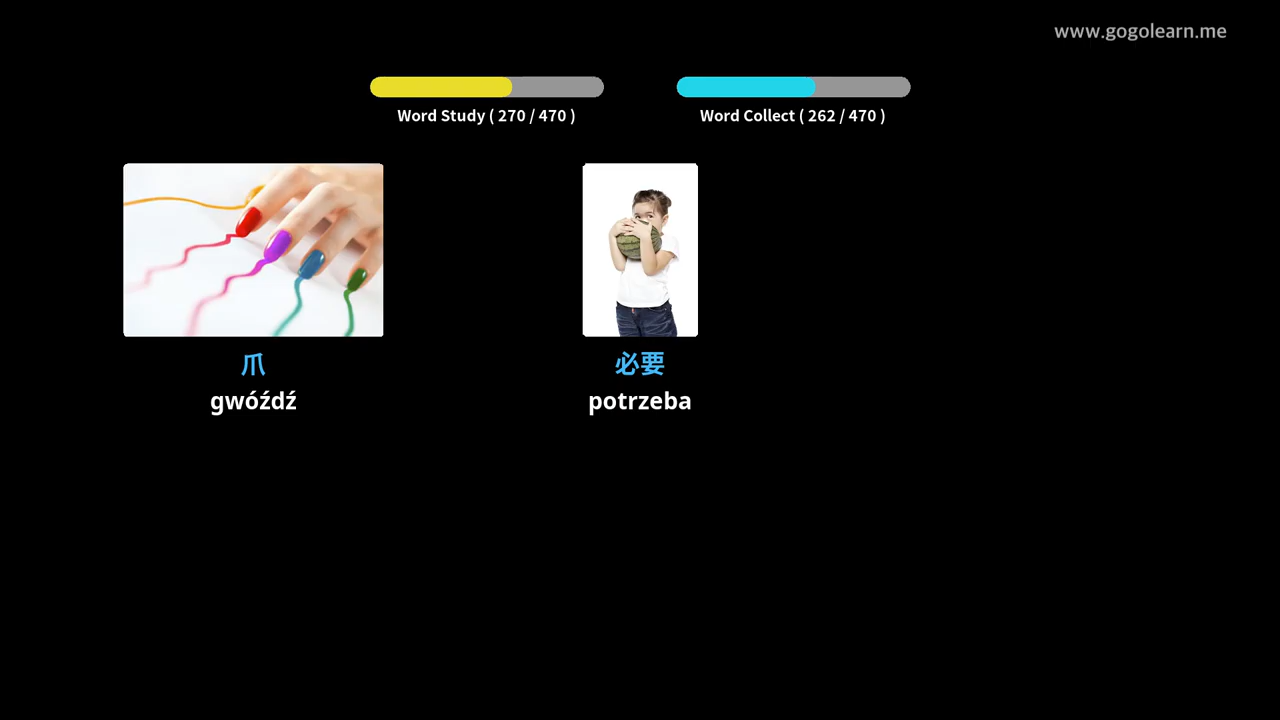 www.gogolearn.me
Word Study ( 270 / 470 )
Word Collect ( 262 / 470 )
爪
gwóźdź
必要
potrzeba